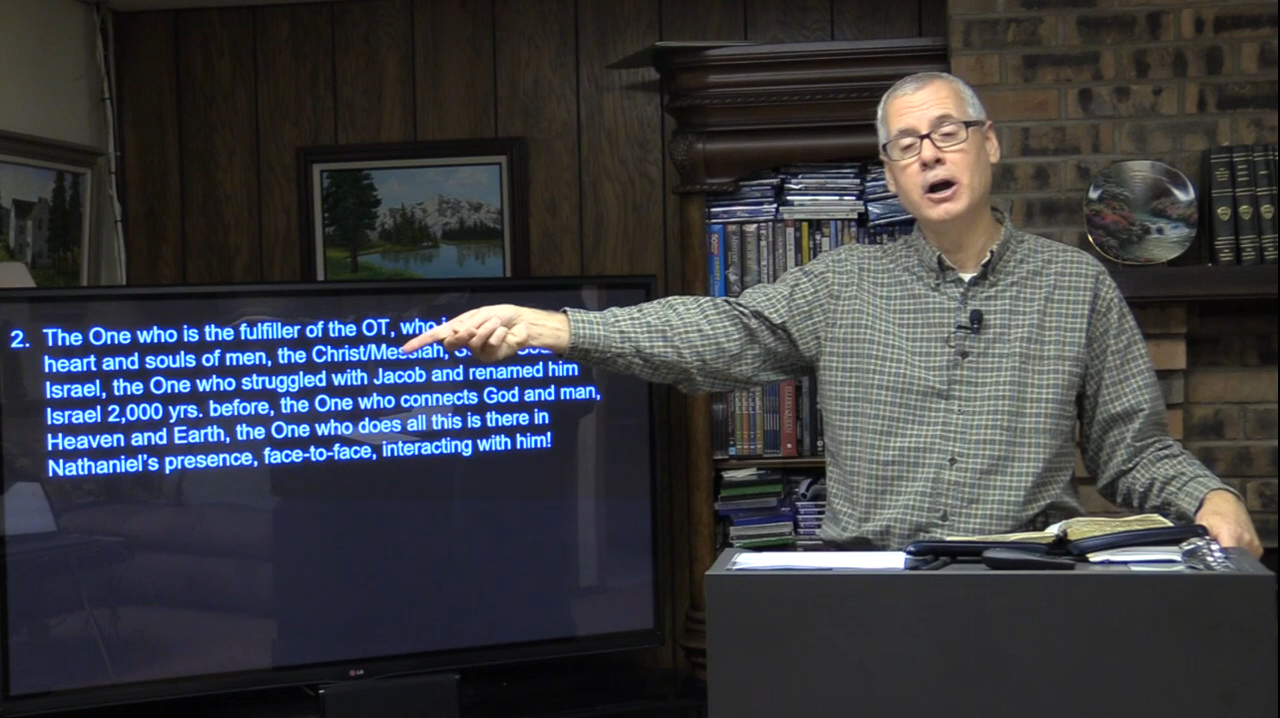 2. The One who is the fulfiller of the OT, who
heart and souls of men, the Christ/Messiah,
Israel, the One who struggled with Jacob and renamed him
Israel 2,000 yrs. before, the One who connects God and man,
Heaven and Earth, the One who does all this is there in
Nathaniel's presence, face-to-face, interacting with him!
LG